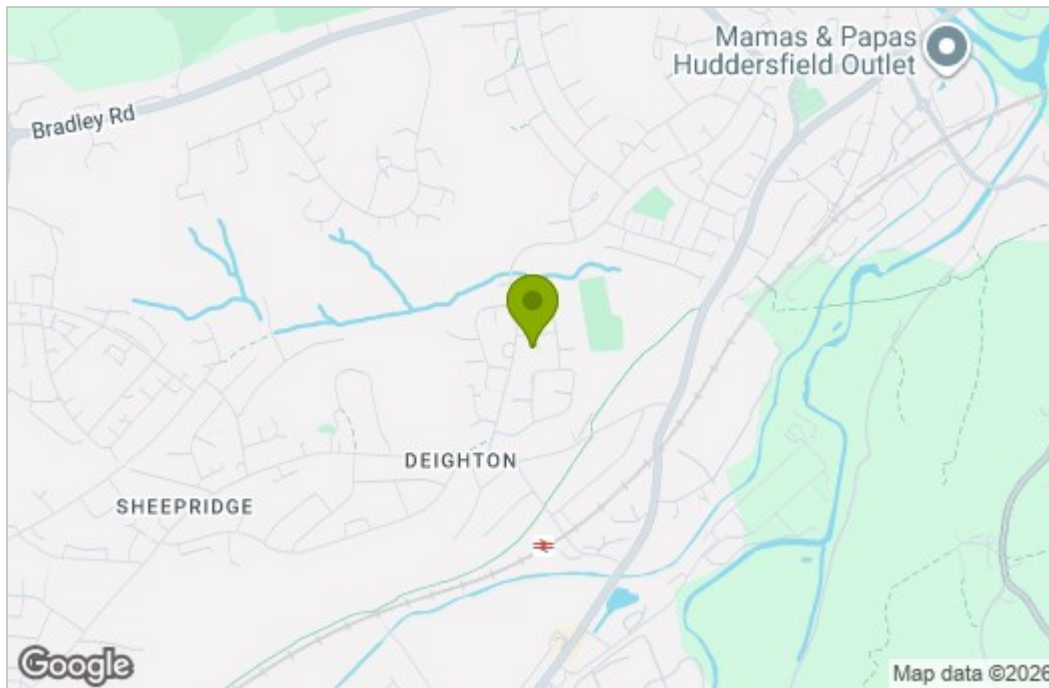 Mamas & Papas
Huddersfield Outlet
Bradley Rd
DEIGHTON
SHEEPRIDGE
Google
Map data ©2026